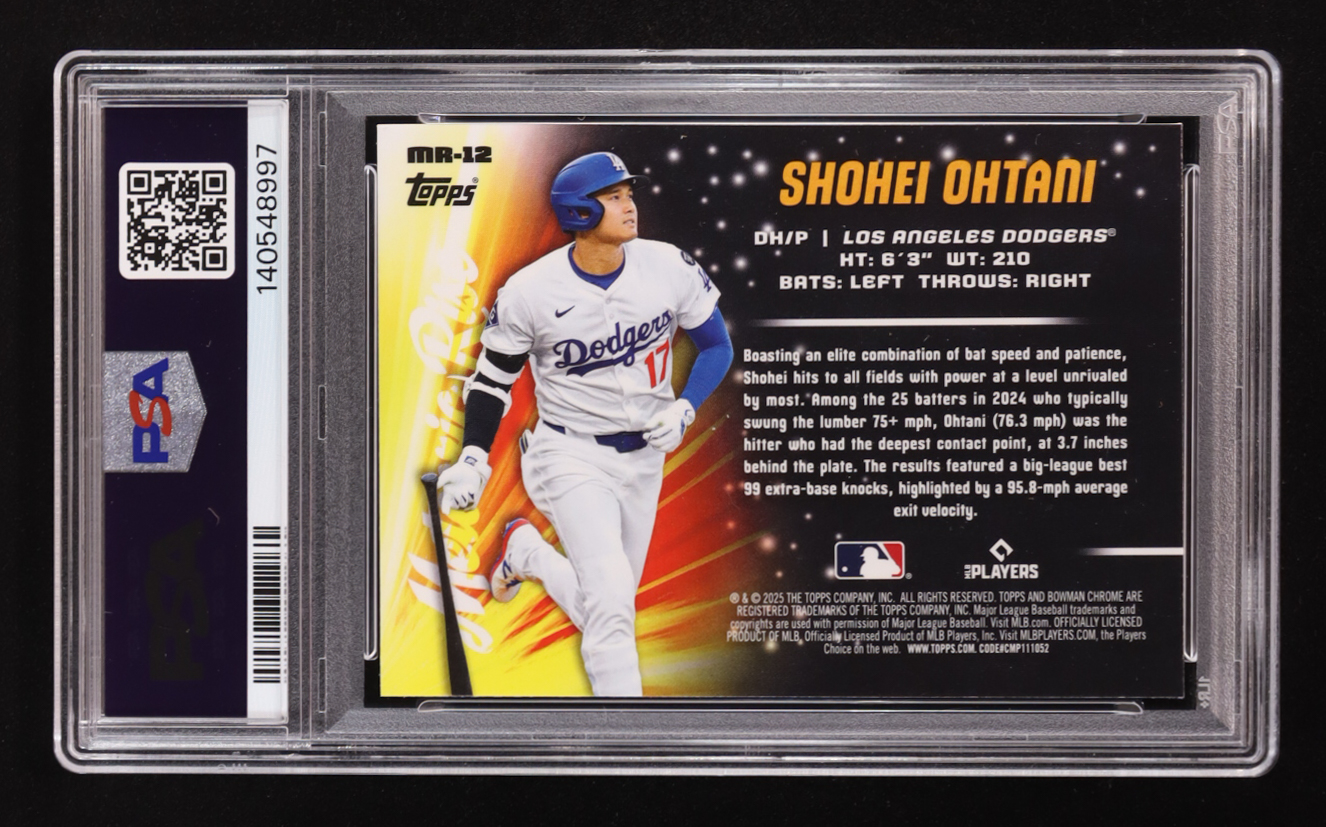 PSA
140548997
PSA
MR-12
Topps®
SHOHEI OHTANI
DH/P | LOS ANGELES DODGERS®
HT: 6'3" WT: 210
BATS: LEFT THROWS: RIGHT
Dodgers
17
Boasting an elite combination of bat speed and patience,
Shohei hits to all fields with power at a level unrivaled
by most. Among the 25 batters in 2024 who typically
swung the lumber 75+ mph, Ohtani (76.3 mph) was the
hitter who had the deepest contact point, at 3.7 inches
behind the plate. The results featured a big-league best
99 extra-base knocks, highlighted by a 95.8-mph average
exit velocity.
MLB PLAYERS
® & © 2025 THE TOPPS COMPANY, INC. ALL RIGHTS RESERVED. TOPPS AND BOWMAN CHROME ARE
REGISTERED TRADEMARKS OF THE TOPPS COMPANY, INC. Major League Baseball trademarks and
copyrights are used with permission of Major League Baseball. Visit MLB.com. OFFICIALLY LICENSED
PRODUCT OF MLB. Officially Licensed Product of MLB Players, Inc. Visit MLBPLAYERS.COM, the Players
Choice on the web. WWW.TOPPS.COM. CODE#CMP111052